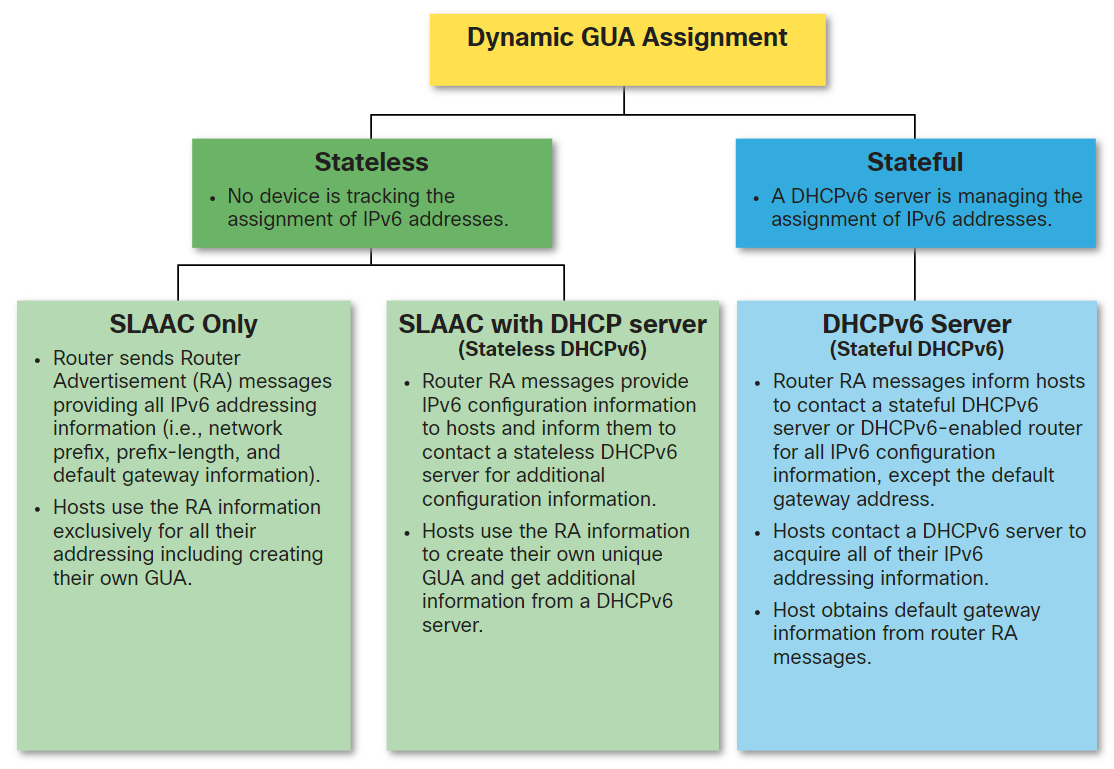 Dynamic GUA Assignment
Stateless
• No device is tracking the
assignment of IPv6 addresses.
Stateful
• A DHCPv6 server is managing the
assignment of IPv6 addresses.
SLAAC Only
• Router sends Router
Advertisement (RA) messages
providing all IPv6 addressing
information (i.e., network
prefix, prefix-length, and
default gateway information).
• Hosts use the RA information
exclusively for all their
addressing including creating
their own GUA.
SLAAC with DHCP server
(Stateless DHCPv6)
• Router RA messages provide
IPv6 configuration information
to hosts and inform them to
contact a stateless DHCPv6
server for additional
configuration information.
• Hosts use the RA information
to create their own unique
GUA and get additional
information from a DHCPv6
server.
DHCPv6 Server
(Stateful DHCPv6)
• Router RA messages inform hosts
to contact a stateful DHCPv6
server or DHCPv6-enabled router
for all IPv6 configuration
information, except the default
gateway address.
• Hosts contact a DHCPv6 server to
acquire all of their IPv6
addressing information.
• Host obtains default gateway
information from router RA
messages.